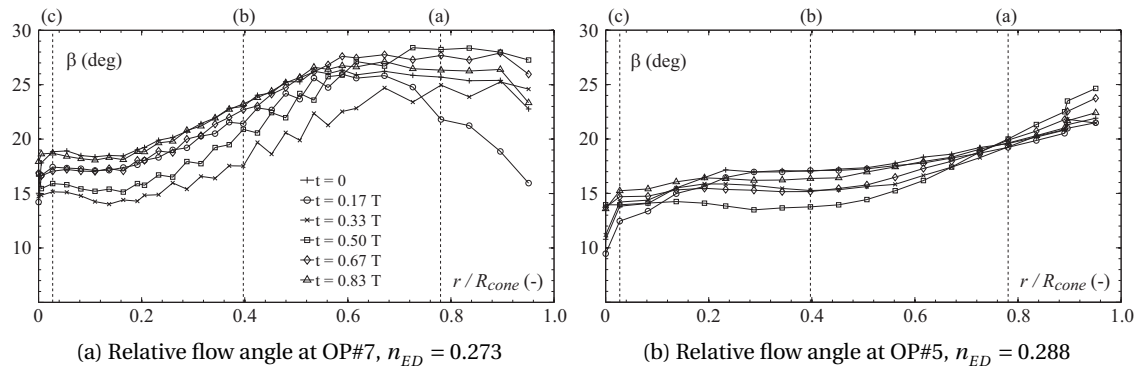 (c) (b) (a)
30
25
20
15
10
β (deg)
t = 0
t = 0.17 T
t = 0.33 T
t = 0.50 T
t = 0.67 T
t = 0.83 T
r / R_cone (-)
0 0.2 0.4 0.6 0.8 1.0
(a) Relative flow angle at OP#7, n_ED = 0.273
(c) (b) (a)
30
25
20
15
10
β (deg)
r / R_cone (-)
0 0.2 0.4 0.6 0.8 1.0
(b) Relative flow angle at OP#5, n_ED = 0.288